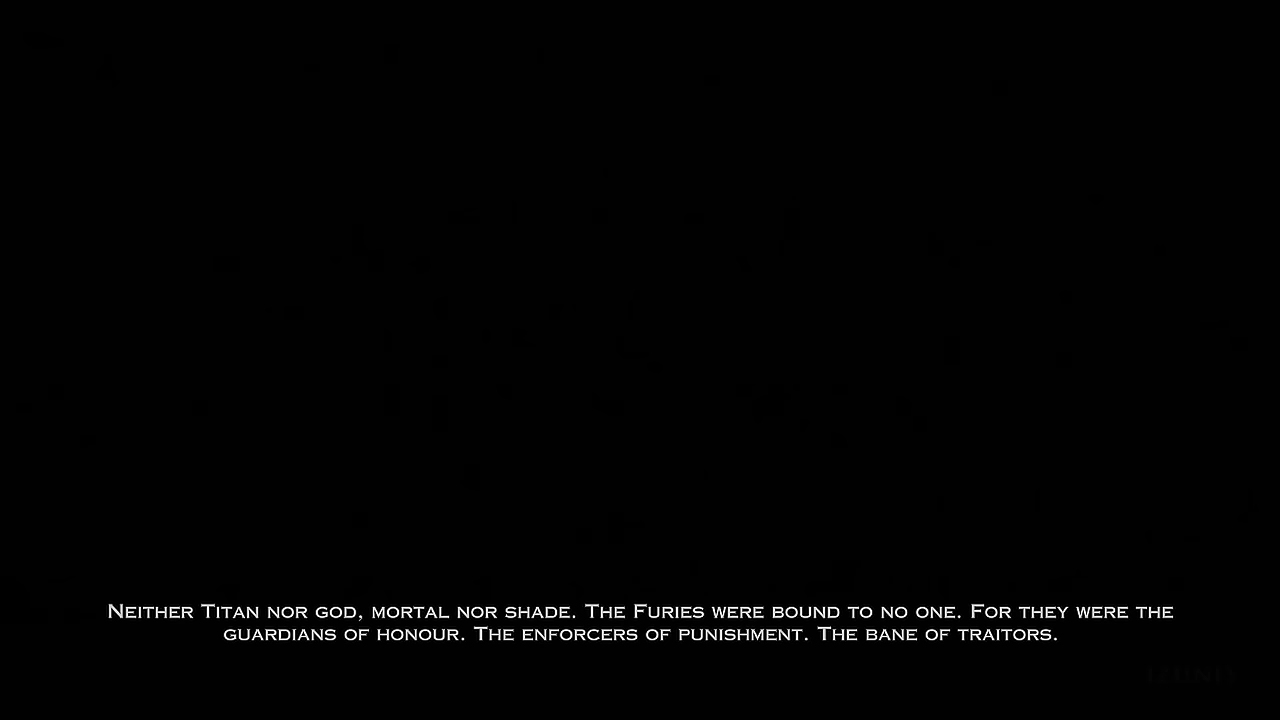 Neither Titan nor god, mortal nor shade. The Furies were bound to no one. For they were the
guardians of honour. The enforcers of punishment. The bane of traitors.